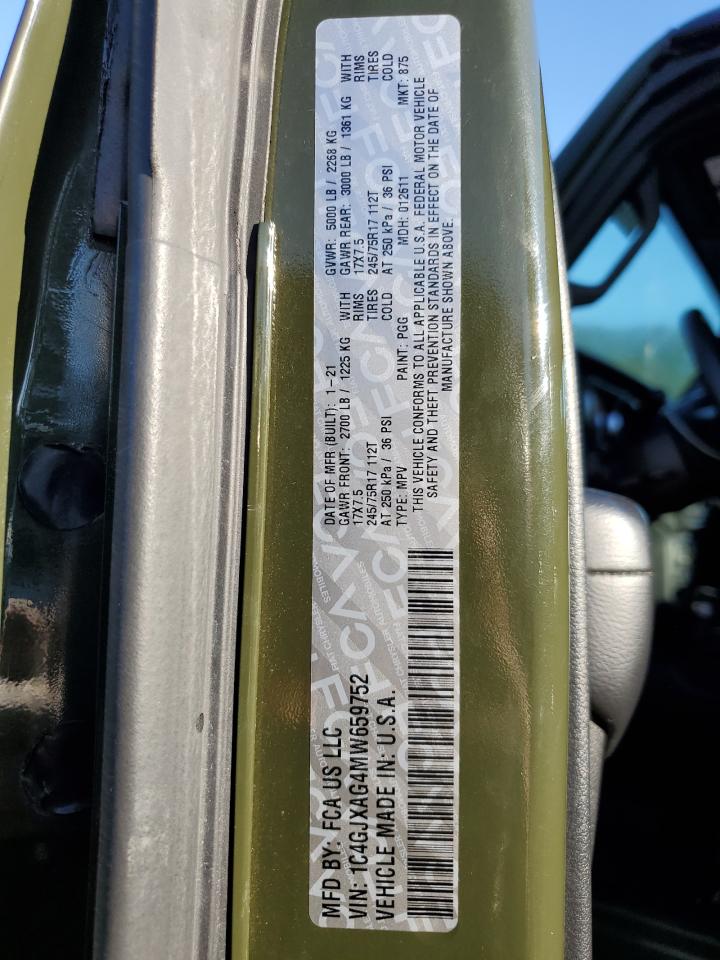 MFD BY: FCA US LLC
VIN: 1C4GJXAG4MW659752
VEHICLE MADE IN: U.S.A.
DATE OF MFR (BUILT): 1-21 GVWR: 5000 LB / 2268 KG
GAWR FRONT: 2700 LB / 1225 KG WITH GAWR REAR: 3000 LB / 1361 KG WITH
17X7.5 RIMS 17X7.5 RIMS
245/75R17 112T TIRES 245/75R17 112T TIRES
AT 250 kPa / 36 PSI COLD AT 250 kPa / 36 PSI COLD
TYPE: MPV PAINT: PGG MDH: 012611 MKT: 875
THIS VEHICLE CONFORMS TO ALL APPLICABLE U.S.A. FEDERAL MOTOR VEHICLE
SAFETY AND THEFT PREVENTION STANDARDS IN EFFECT ON THE DATE OF
MANUFACTURE SHOWN ABOVE.